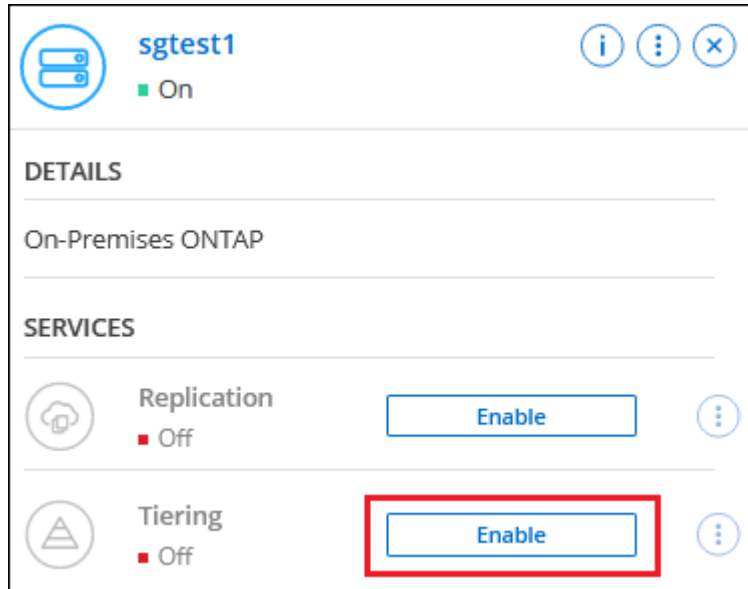 sgtest1
On
DETAILS
On-Premises ONTAP
SERVICES
Replication
Enable
Off
Tiering
Enable
Off